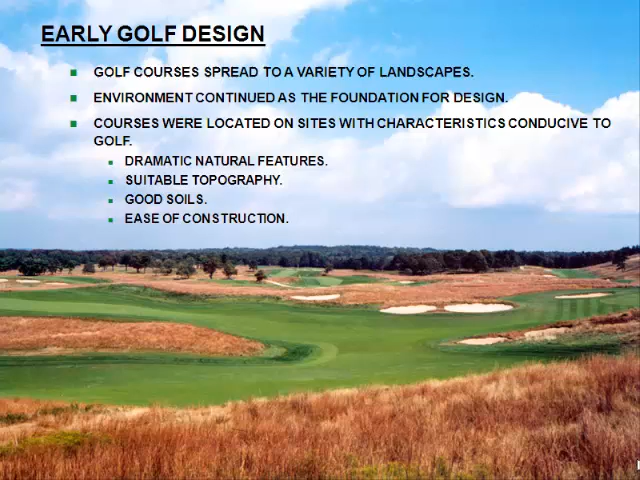 EARLY GOLF DESIGN
GOLF COURSES SPREAD TO A VARIETY OF LANDSCAPES.
ENVIRONMENT CONTINUED AS THE FOUNDATION FOR DESIGN.
COURSES WERE LOCATED ON SITES WITH CHARACTERISTICS CONDUCIVE TO
GOLF.
DRAMATIC NATURAL FEATURES.
SUITABLE TOPOGRAPHY.
GOOD SOILS.
EASE OF CONSTRUCTION.